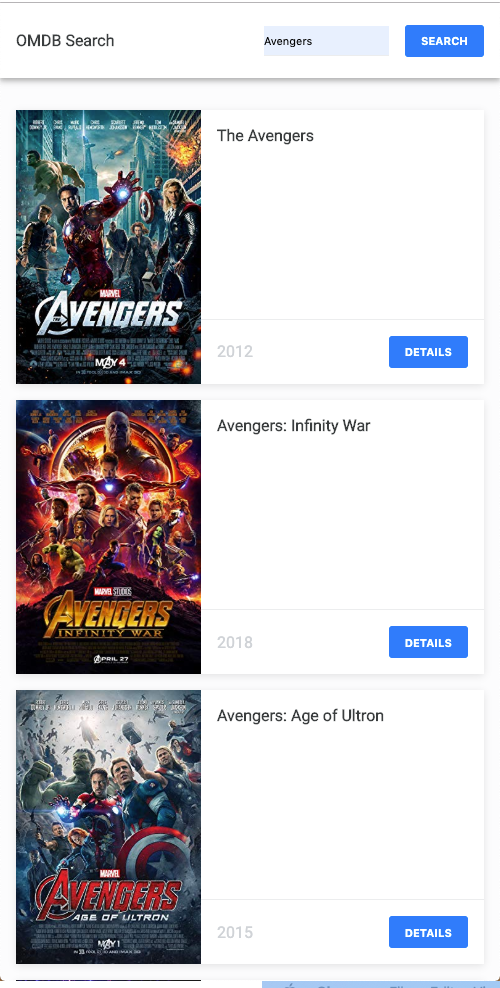 OMDB Search
Avengers
SEARCH
The Avengers
MARVEL
AVENGERS
MAY 4
2012
DETAILS
Avengers: Infinity War
MARVEL STUDIOS
AVENGERS
INFINITY WAR
APRIL 27
2018
DETAILS
Avengers: Age of Ultron
MARVEL
AVENGERS
AGE OF ULTRON
MAY 1
2015
DETAILS